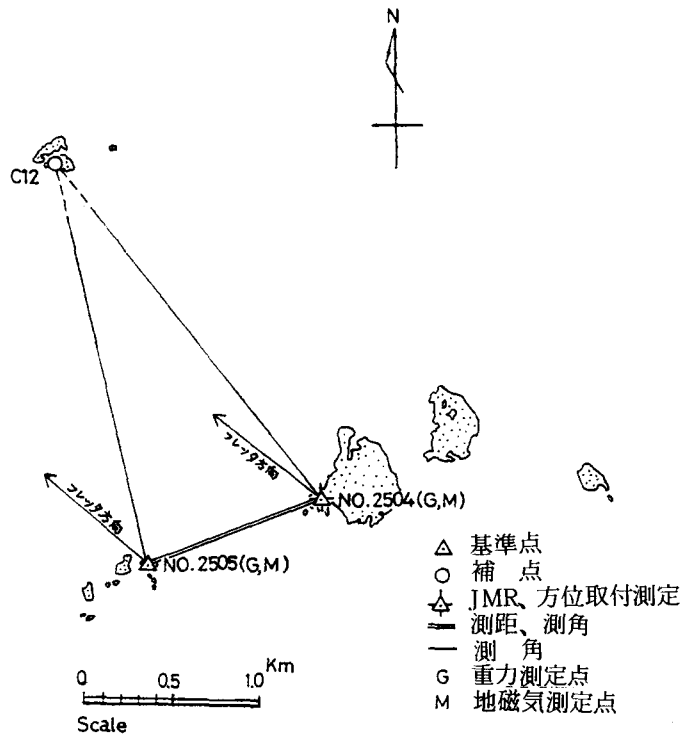 N
C12
フレッタ方向
NO.2504(G,M)
フレッタ方向
NO.2505(G,M)
基準点
補 点
JMR、方位取付測定
測距、測角
測 角
G 重力測定点
M 地磁気測定点
0 0.5 1.0 Km
Scale